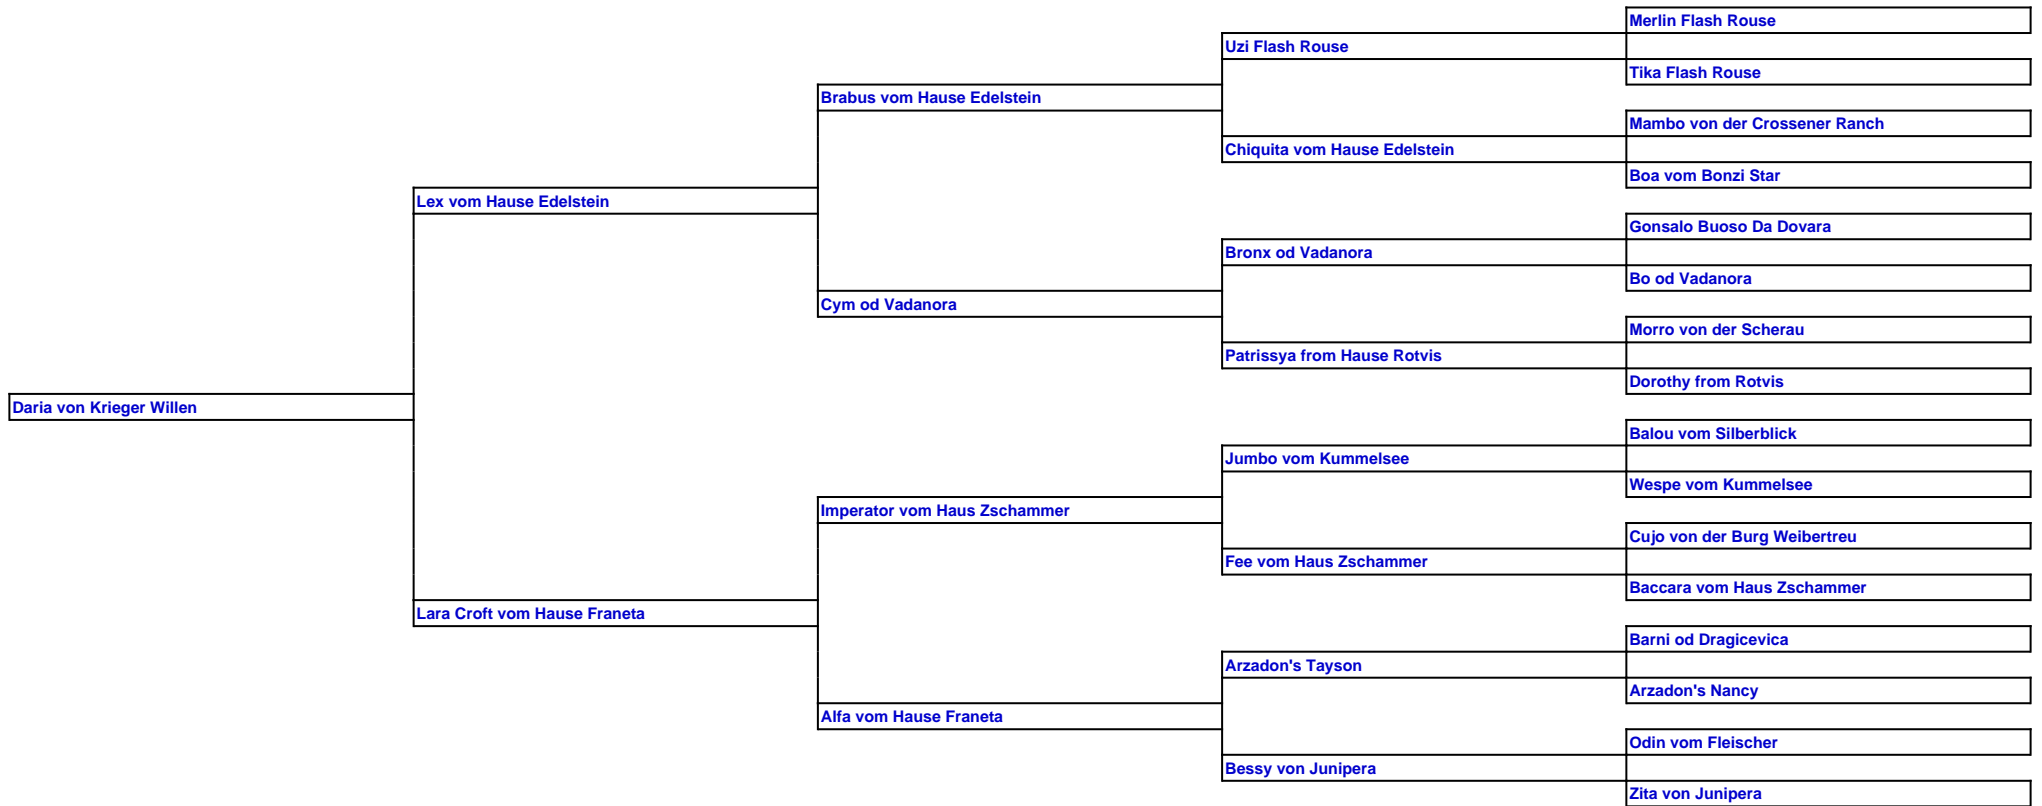 Merlin Flash Rouse
Uzi Flash Rouse
Tika Flash Rouse
Brabus vom Hause Edelstein
Mambo von der Crossener Ranch
Chiquita vom Hause Edelstein
Boa vom Bonzi Star
Lex vom Hause Edelstein
Gonsalo Buoso Da Dovara
Bronx od Vadanora
Bo od Vadanora
Cym od Vadanora
Morro von der Scherau
Patrissya from Hause Rotvis
Dorothy from Rotvis
Daria von Krieger Willen
Balou vom Silberblick
Jumbo vom Kummelsee
Wespe vom Kummelsee
Imperator vom Haus Zschammer
Cujo von der Burg Weibertreu
Fee vom Haus Zschammer
Baccara vom Haus Zschammer
Lara Croft vom Hause Franeta
Barni od Dragicevica
Arzadon's Tayson
Arzadon's Nancy
Alfa vom Hause Franeta
Odin vom Fleischer
Bessy von Junipera
Zita von Junipera